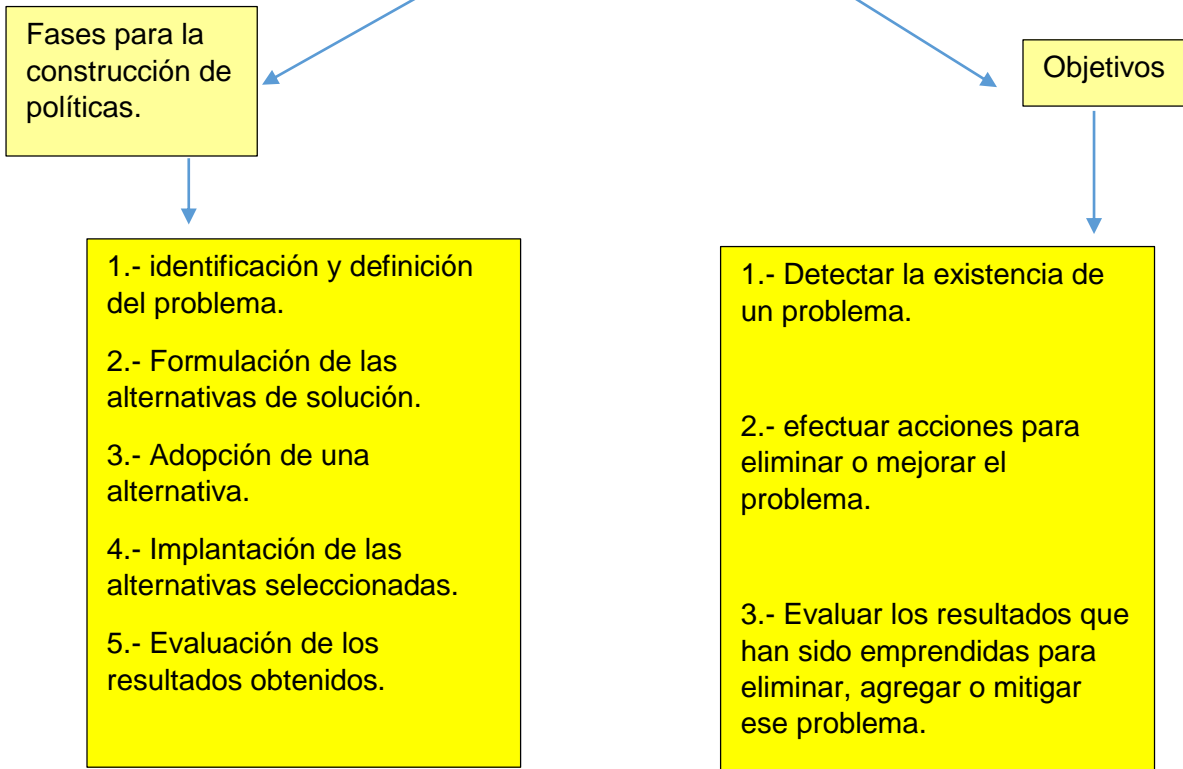 Fases para la
construcción de
políticas.
Objetivos
1.- identificación y definición
del problema.
2.- Formulación de las
alternativas de solución.
3.- Adopción de una
alternativa.
4.- Implantación de las
alternativas seleccionadas.
5.- Evaluación de los
resultados obtenidos.
1.- Detectar la existencia de
un problema.
2.- efectuar acciones para
eliminar o mejorar el
problema.
3.- Evaluar los resultados que
han sido emprendidas para
eliminar, agregar o mitigar
ese problema.